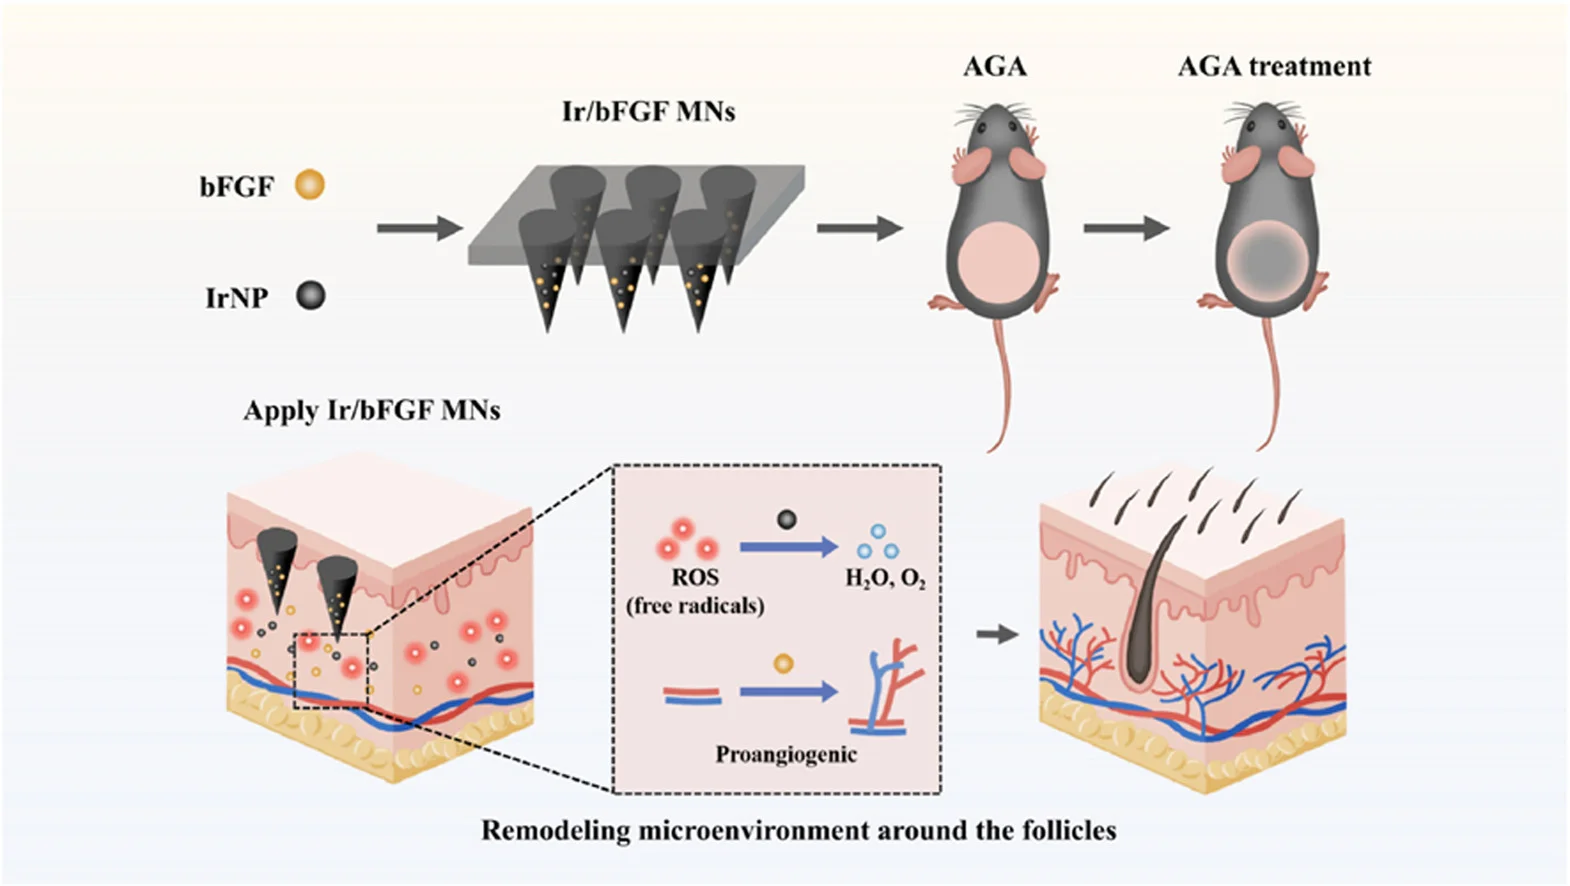 AGA
AGA treatment
Ir/bFGF MNs
bFGF
IrNP
Apply Ir/bFGF MNs
ROS
(free radicals)
H₂O, O₂
Proangiogenic
Remodeling microenvironment around the follicles